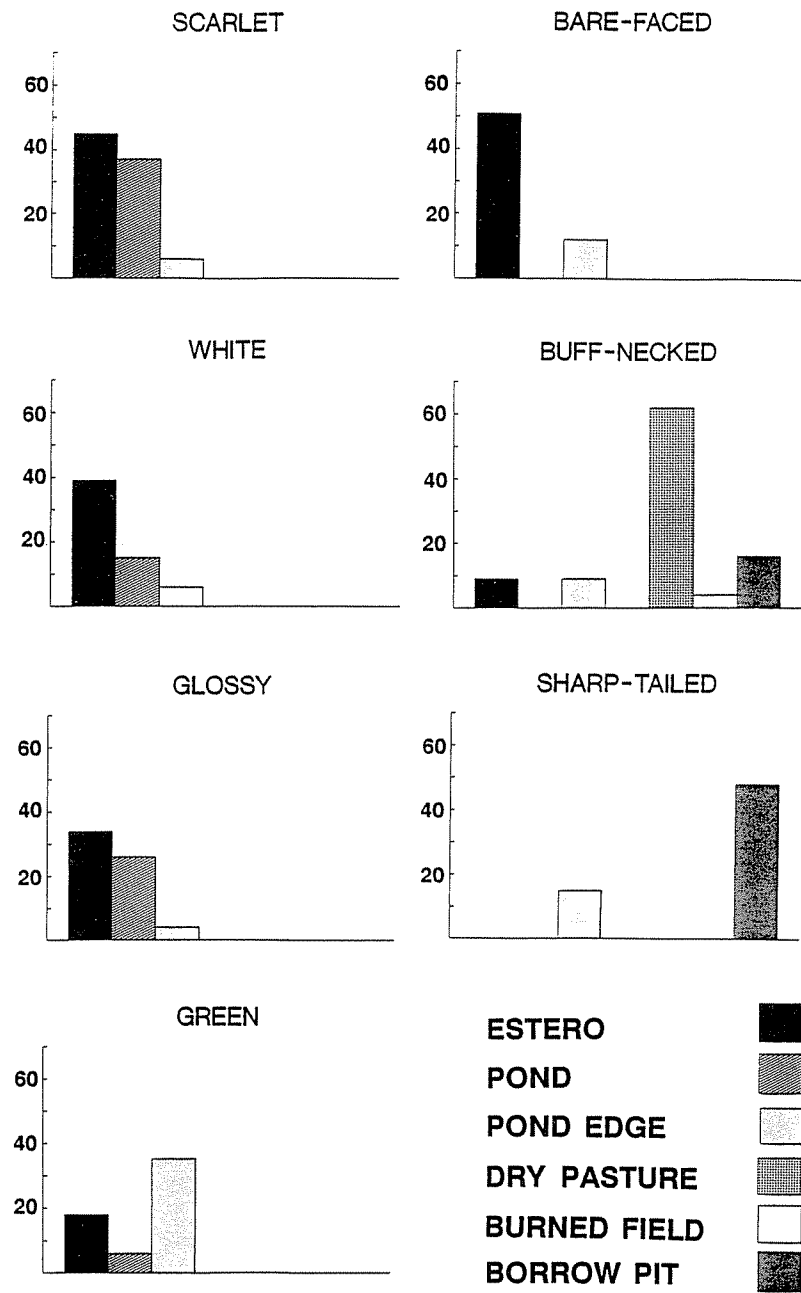 SCARLET
60
40
20
BARE-FACED
60
40
20
WHITE
60
40
20
BUFF-NECKED
60
40
20
GLOSSY
60
40
20
SHARP-TAILED
60
40
20
GREEN
60
40
20
ESTERO
POND
POND EDGE
DRY PASTURE
BURNED FIELD
BORROW PIT